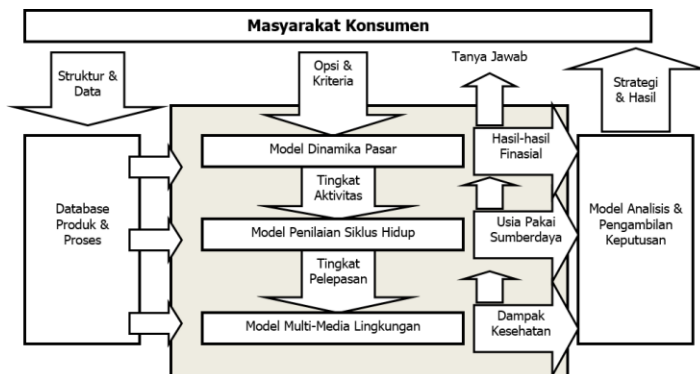 Masyarakat Konsumen
Struktur &
Data
Opsi &
Kriteria
Tanya Jawab
Strategi
& Hasil
Database
Produk &
Proses
Model Dinamika Pasar
Tingkat
Aktivitas
Model Penilaian Siklus Hidup
Tingkat
Pelepasan
Model Multi-Media Lingkungan
Hasil-hasil
Finasial
Usia Pakai
Sumberdaya
Dampak
Kesehatan
Model Analisis &
Pengambilan
Keputusan